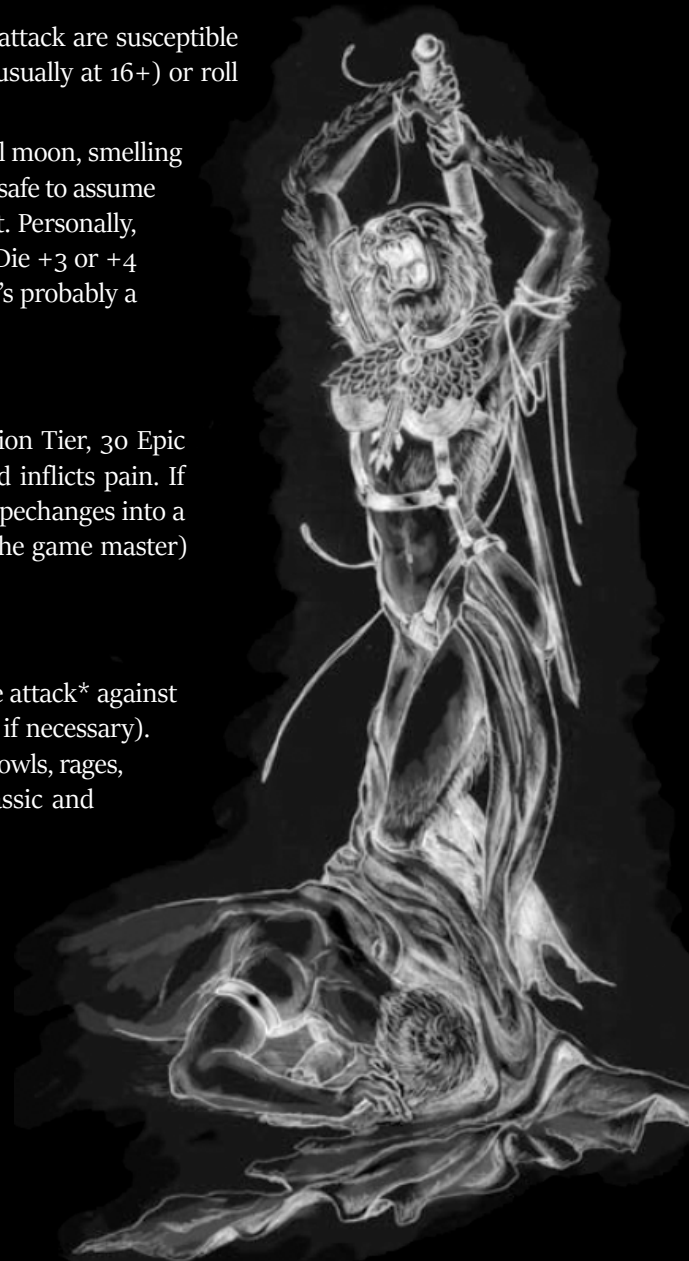 attack are susceptible
usually at 16+) or roll
l moon, smelling
safe to assume
t. Personally,
Die +3 or +4
's probably a
ion Tier, 30 Epic
d inflicts pain. If
pechanges into a
he game master)
e attack* against
if necessary).
owls, rages,
assic and